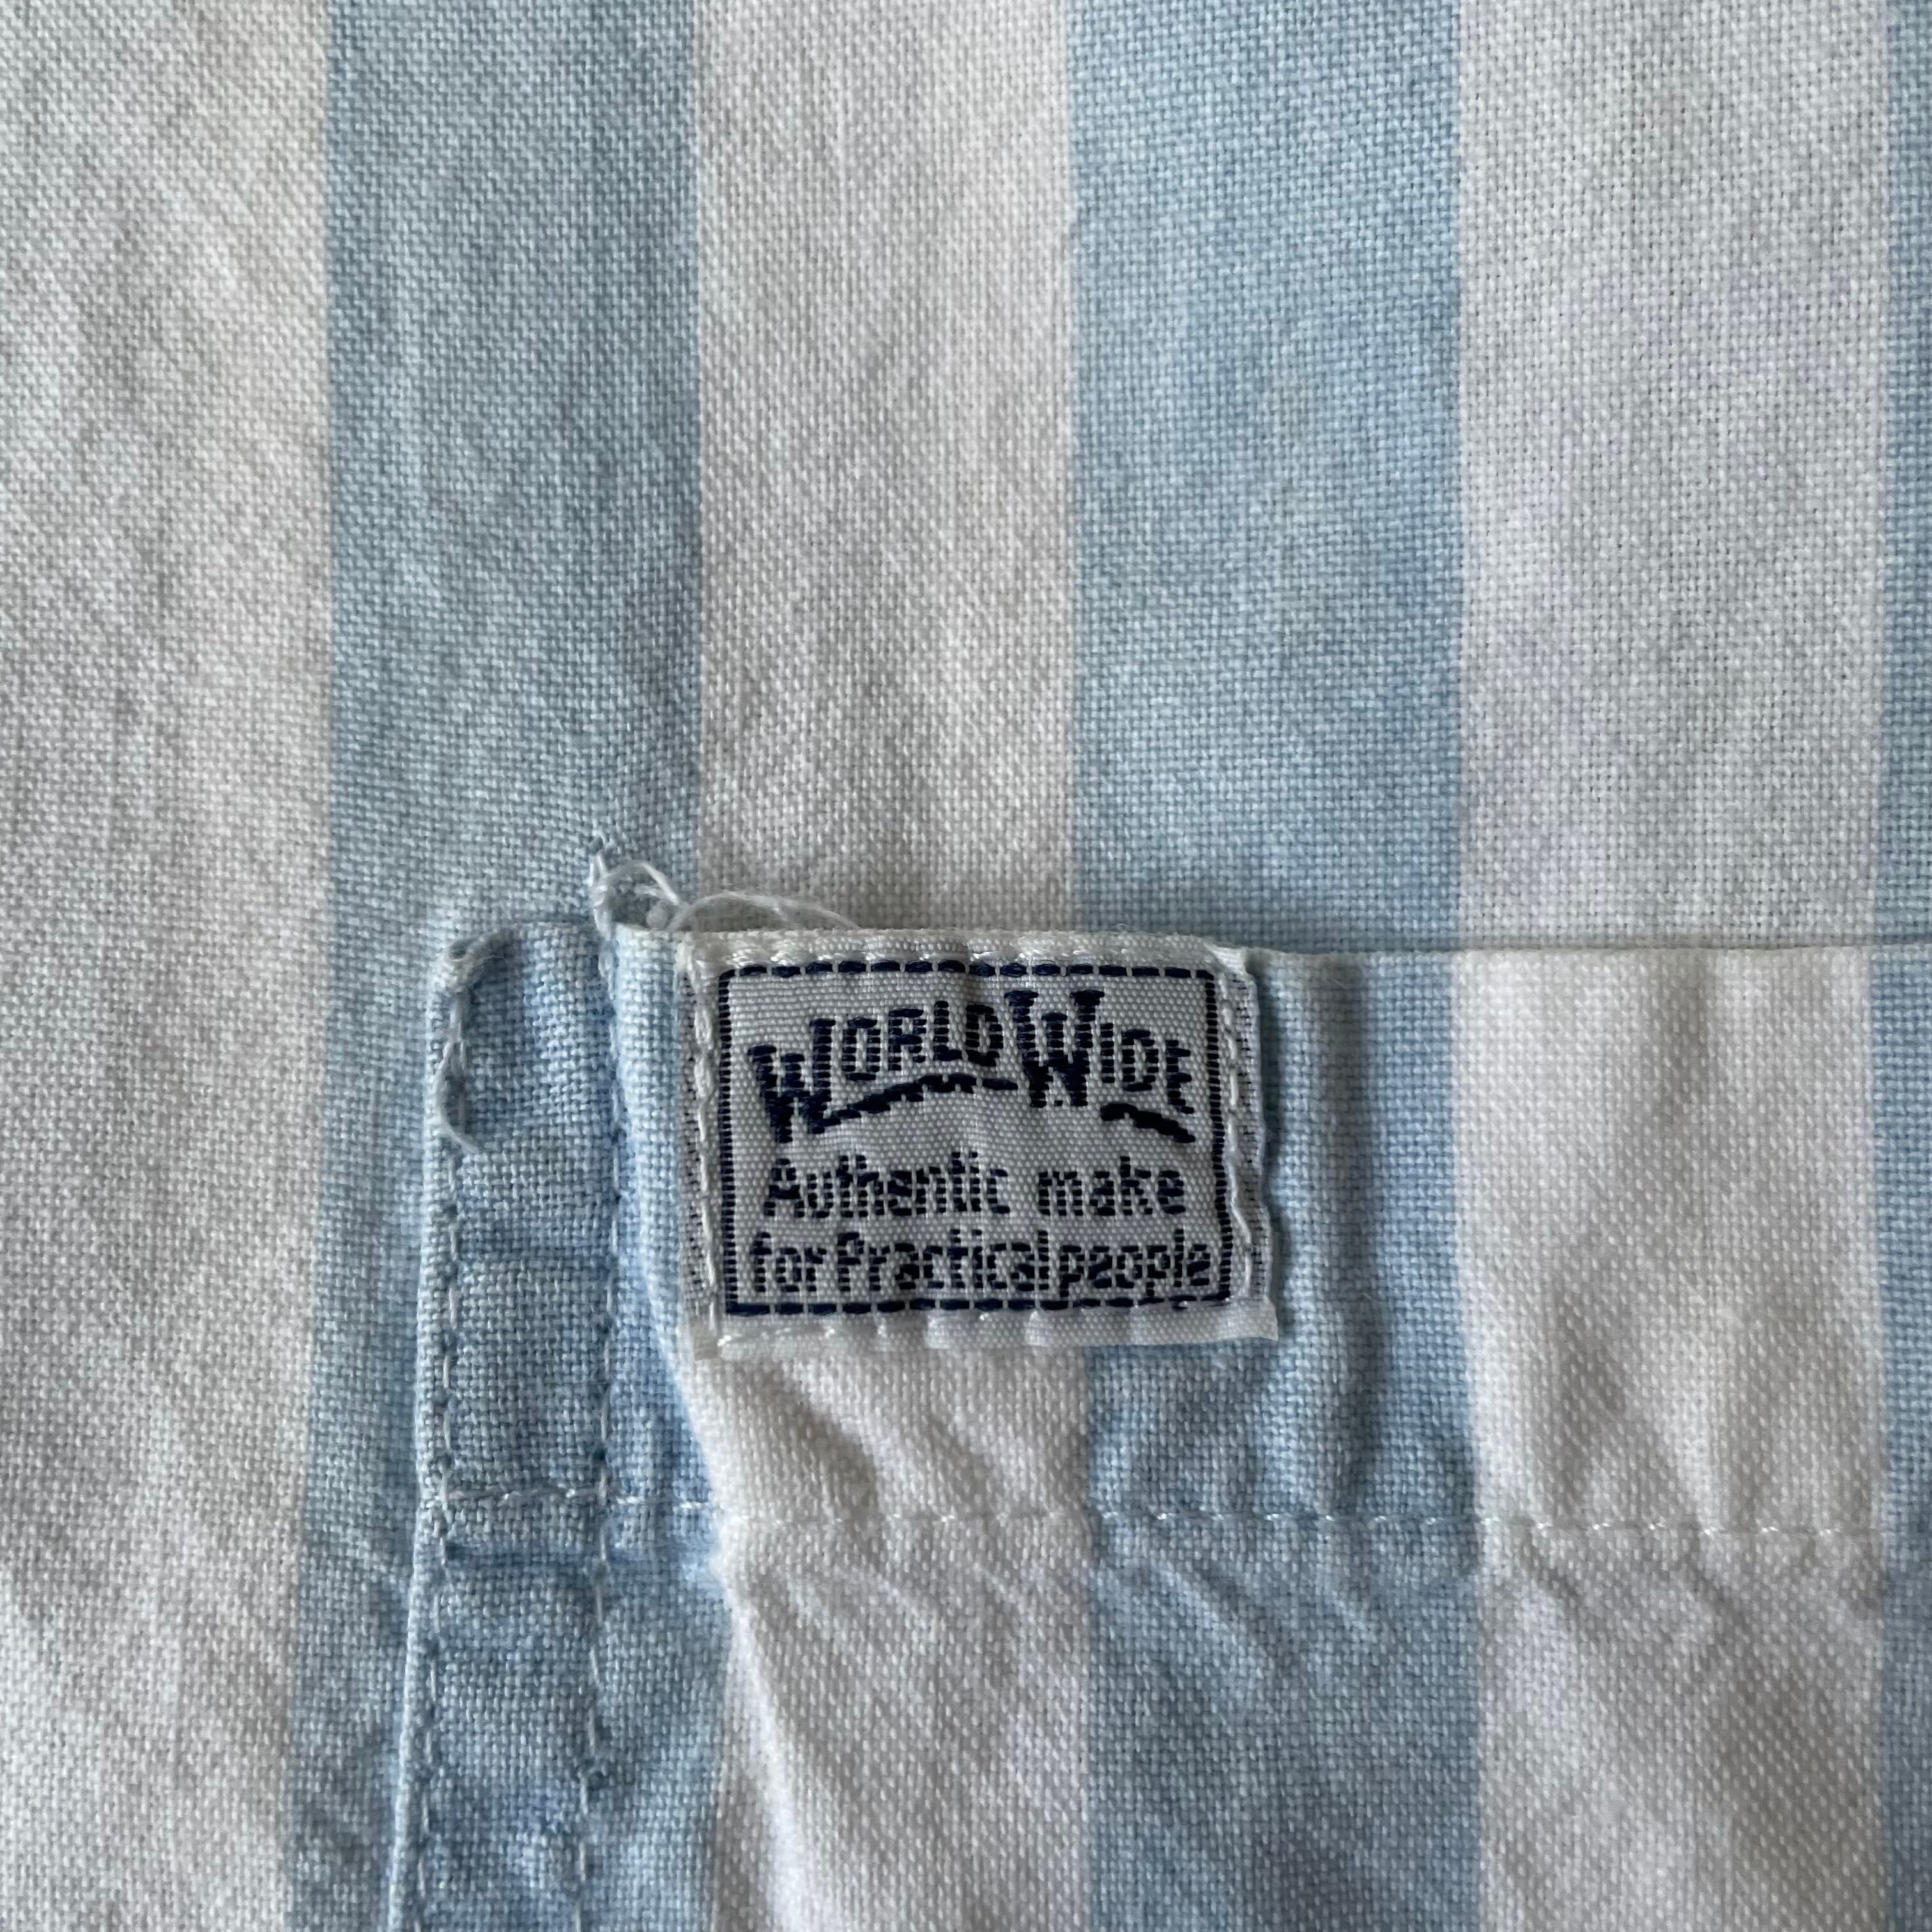 WORLD WIDE
Authentic make
for Practical people